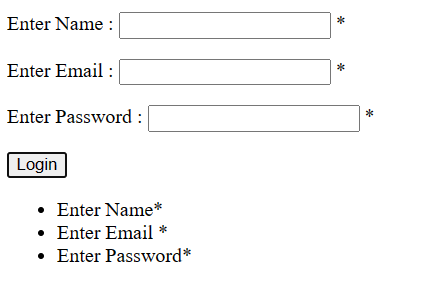 Enter Name : *
Enter Email : *
Enter Password : *
Login
• Enter Name*
• Enter Email *
• Enter Password*